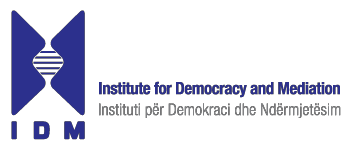 Institute for Democracy and Mediation
Instituti për Demokraci dhe Ndërmjetësim
IDM